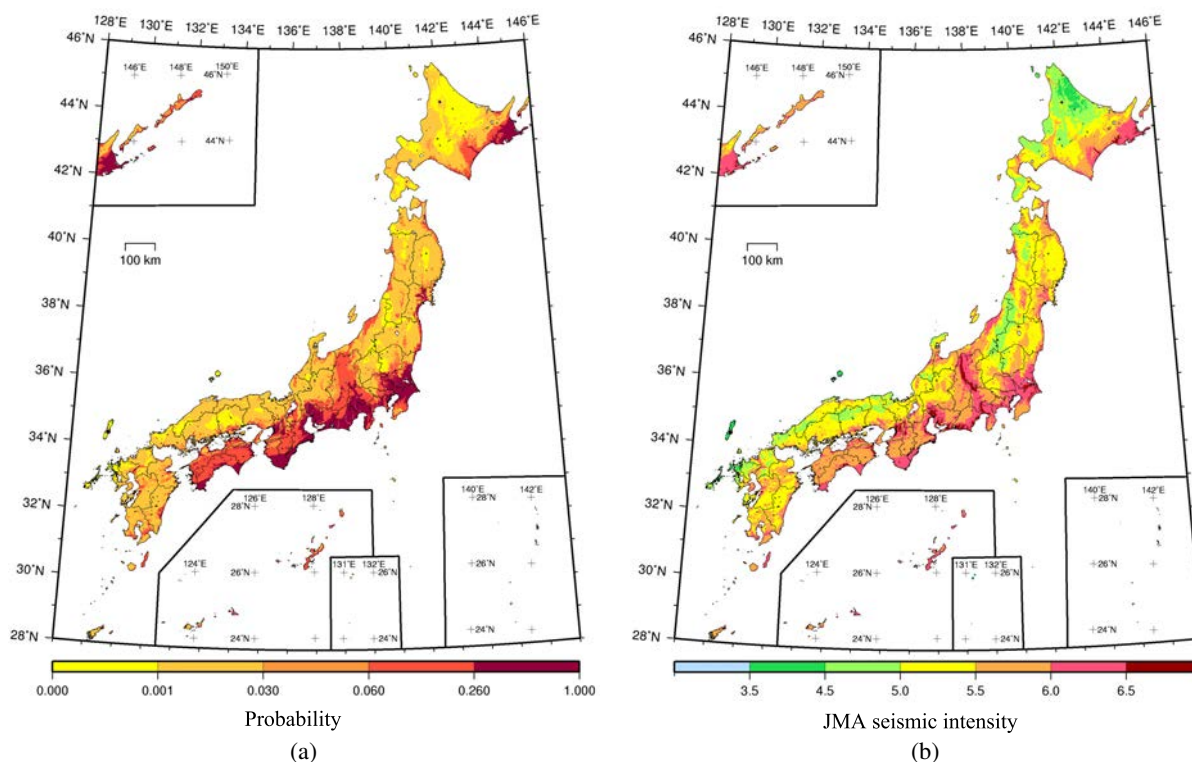 128˚E 130˚E 132˚E 134˚E 136˚E 138˚E 140˚E 142˚E 144˚E 146˚E
46˚N
146˚E 148˚E 150˚E
46˚N
44˚N
44˚N
42˚N
40˚N
100 km
38˚N
36˚N
34˚N
32˚N
126˚E 128˚E
28˚N
140˚E 142˚E
28˚N
124˚E
26˚N
131˚E 132˚E
26˚N
26˚N
30˚N
24˚N
24˚N
24˚N
28˚N
0.000 0.001 0.030 0.060 0.260 1.000
Probability
(a)
128˚E 130˚E 132˚E 134˚E 136˚E 138˚E 140˚E 142˚E 144˚E 146˚E
46˚N
146˚E 148˚E 150˚E
46˚N
44˚N
44˚N
42˚N
40˚N
100 km
38˚N
36˚N
34˚N
32˚N
126˚E 128˚E
28˚N
140˚E 142˚E
28˚N
124˚E
26˚N
131˚E 132˚E
26˚N
26˚N
30˚N
24˚N
24˚N
24˚N
28˚N
3.5 4.5 5.0 5.5 6.0 6.5
JMA seismic intensity
(b)